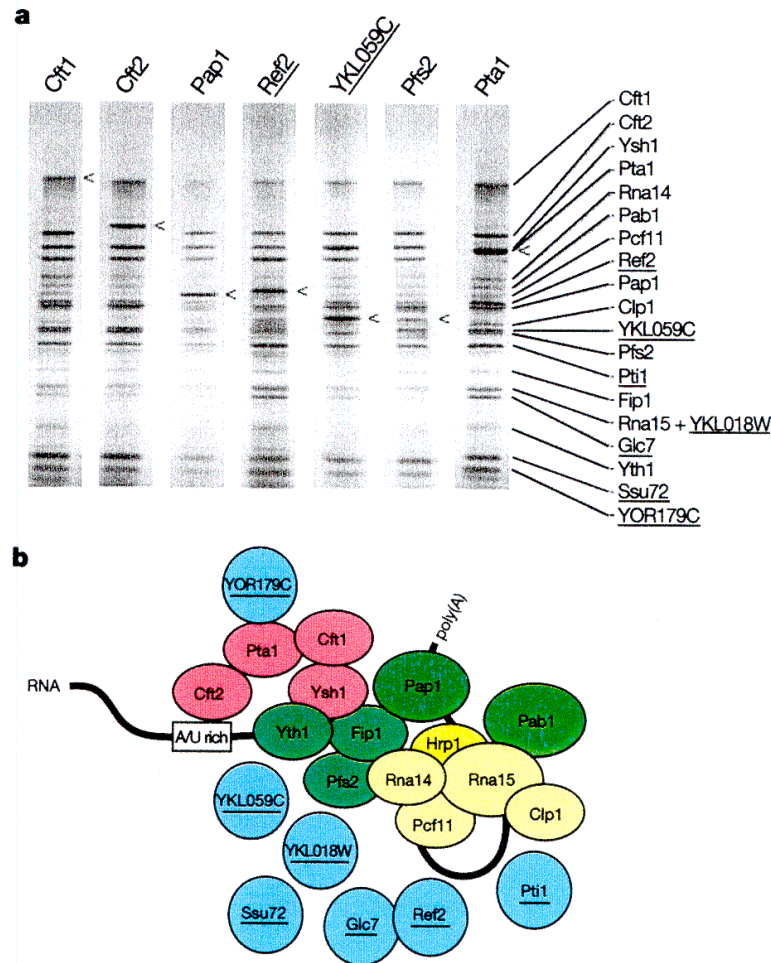 a
Cft1
Cft2
Pap1
Ref2
YKL059C
Pfs2
Pta1
<
<
<
<
<
<
<
Cft1
Cft2
Ysh1
Pta1
Rna14
Pab1
Pcf11
Ref2
Pap1
Clp1
YKL059C
Pfs2
Pti1
Fip1
Rna15 + YKL018W
Glc7
Yth1
Ssu72
YOR179C
b
YOR179C
poly(A)
Pta1
Cft1
RNA
Cft2
Ysh1
Pap1
A/U rich
Yth1
Fip1
Hrp1
Pab1
Pfs2
Rna14
Rna15
YKL059C
Pcf11
Clp1
YKL018W
Pti1
Ssu72
Glc7
Ref2